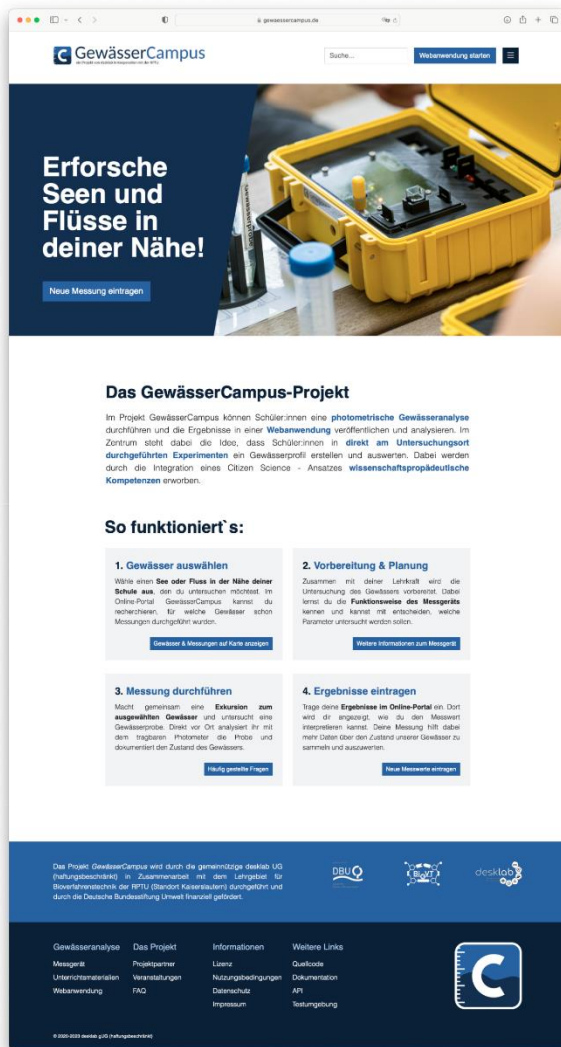 gewaessercampus.de
GewässerCampus
Suche...
Webanwendung starten
Erforsche
Seen und
Flüsse in
deiner Nähe!
Neue Messung eintragen
Das GewässerCampus-Projekt
Im Projekt GewässerCampus können Schüler:innen eine photometrische Gewässeranalyse
durchführen und die Ergebnisse in einer Webanwendung veröffentlichen und analysieren. Im
Zentrum steht dabei die Idee, dass Schüler:innen in direkt am Untersuchungsort
durchgeführten Experimenten ein Gewässerprofil erstellen und auswerten. Dabei werden
durch die Integration eines Citizen Science - Ansatzes wissenschaftspropädeutische
Kompetenzen erworben.
So funktioniert`s:
1. Gewässer auswählen
Wähle einen See oder Fluss in der Nähe deiner
Schule aus, den du untersuchen möchtest. Im
Online-Portal GewässerCampus kannst du
recherchieren, für welche Gewässer schon
Messungen durchgeführt wurden.
Gewässer & Messungen auf Karte anzeigen
2. Vorbereitung & Planung
Zusammen mit deiner Lehrkraft wird die
Untersuchung des Gewässers vorbereitet. Dabei
lernst du die Funktionsweise des Messgeräts
kennen und kannst mit entscheiden, welche
Parameter untersucht werden sollen.
Weitere Informationen zum Messgerät
3. Messung durchführen
Macht gemeinsam eine Exkursion zum
ausgewählten Gewässer und untersucht eine
Gewässerprobe. Direkt vor Ort analysiert ihr mit
dem tragbaren Photometer die Probe und
dokumentiert den Zustand des Gewässers.
Häufig gestellte Fragen
4. Ergebnisse eintragen
Trage deine Ergebnisse im Online-Portal ein. Dort
wird dir angezeigt, wie du den Messwert
interpretieren kannst. Deine Messung hilft dabei
mehr Daten über den Zustand unserer Gewässer zu
sammeln und auszuwerten.
Neue Messwerte eintragen
Das Projekt GewässerCampus wird durch die gemeinnützige desklab UG
(haftungsbeschränkt) in Zusammenarbeit mit dem Lehrgebiet für
Bioverfahrenstechnik der RPTU (Standort Kaiserslautern) durchgeführt und
durch die Deutsche Bundesstiftung Umwelt finanziell gefördert.
DBU
BioVT
desklab
Gewässeranalyse
Messgerät
Unterrichtsmaterialien
Webanwendung
Das Projekt
Projektpartner
Veranstaltungen
FAQ
Informationen
Lizenz
Nutzungsbedingungen
Datenschutz
Impressum
Weitere Links
Quellcode
Dokumentation
API
Testumgebung
© 2020-2023 desklab gUG (haftungsbeschränkt)